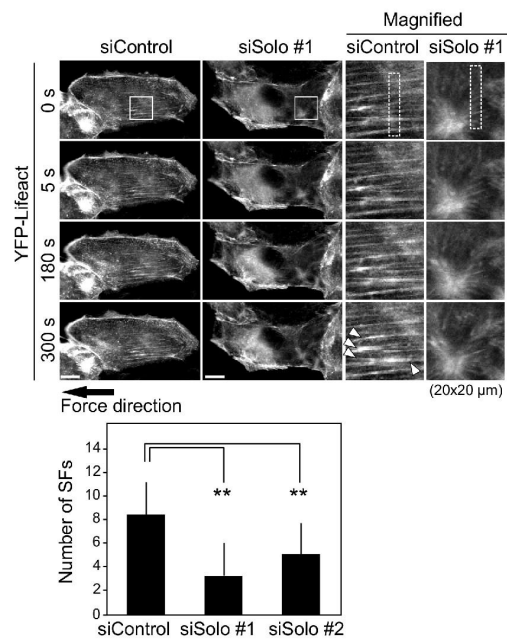 Magnified
siControl siSolo #1 siControl siSolo #1
YFP-Lifeact
0 s
5 s
180 s
300 s
(20x20 µm)
Force direction
Number of SFs
14
12
10
8
6
4
2
0
** **
siControl siSolo #1 siSolo #2